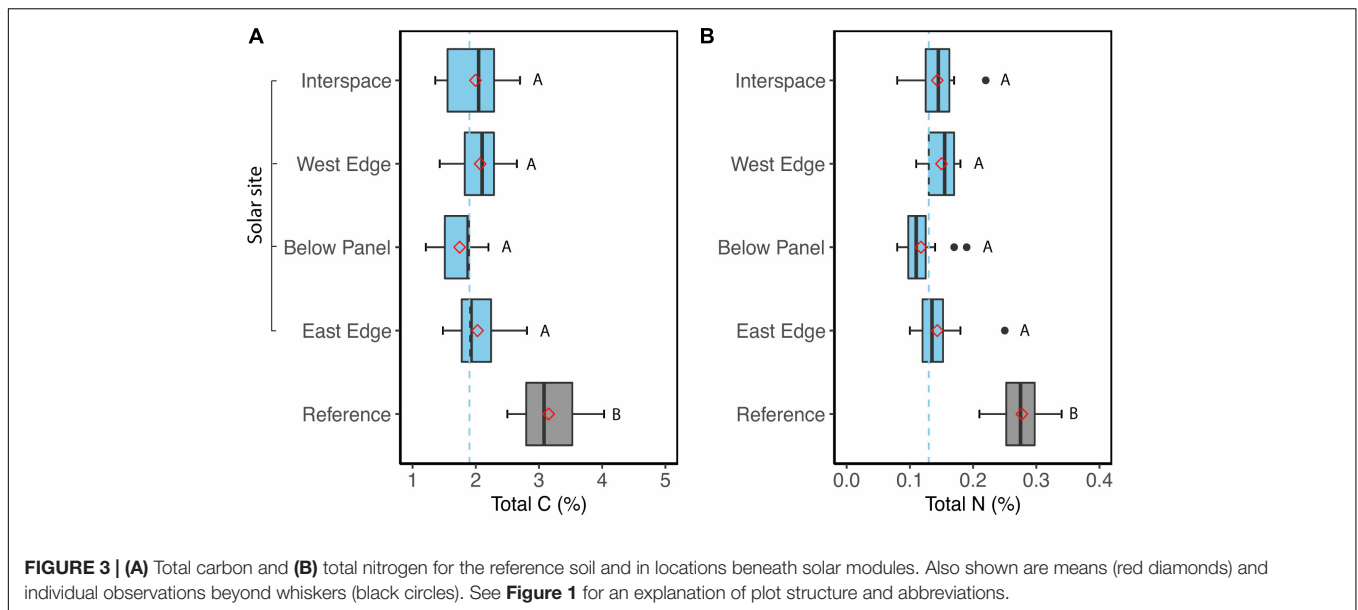 A
Solar site
Interspace
West Edge
Below Panel
East Edge
Reference
A
A
A
A
B
1 2 3 4 5
Total C (%)
B
Interspace
West Edge
Below Panel
East Edge
Reference
A
A
A
A
B
0.0 0.1 0.2 0.3 0.4
Total N (%)
FIGURE 3 | (A) Total carbon and (B) total nitrogen for the reference soil and in locations beneath solar modules. Also shown are means (red diamonds) and
individual observations beyond whiskers (black circles). See Figure 1 for an explanation of plot structure and abbreviations.